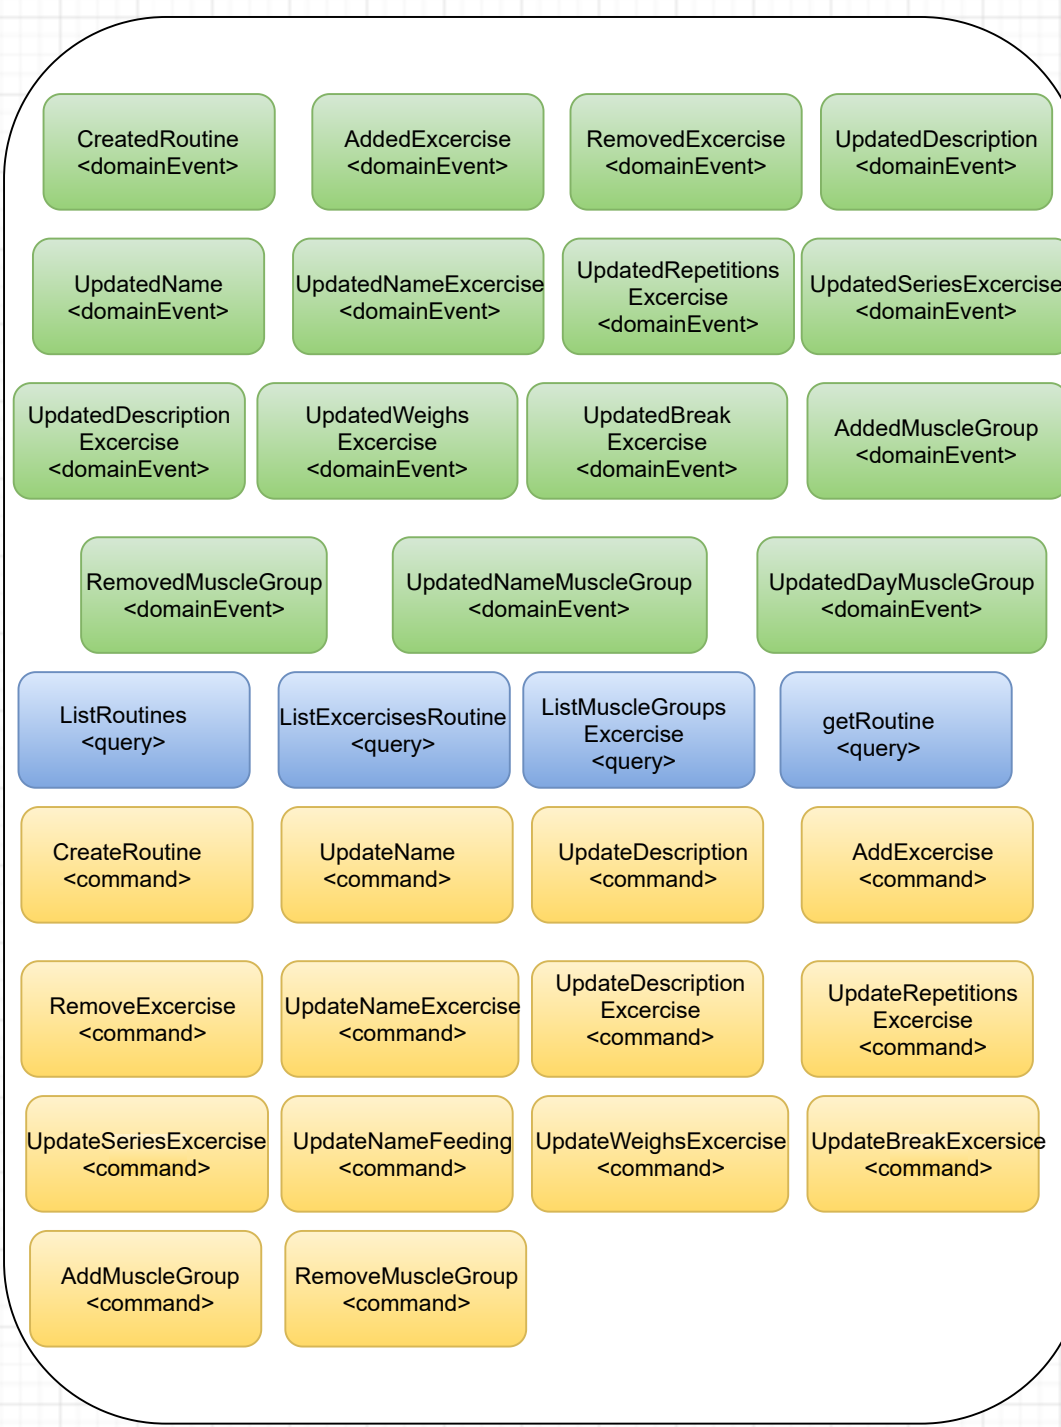 CreatedRoutine
<domainEvent>
AddedExcercise
<domainEvent>
RemovedExcercise
<domainEvent>
UpdatedDescription
<domainEvent>
UpdatedName
<domainEvent>
UpdatedNameExcercise
<domainEvent>
UpdatedRepetitions
Excercise
<domainEvent>
UpdatedSeriesExcercise
<domainEvent>
UpdatedDescription
Excercise
<domainEvent>
UpdatedWeighs
Excercise
<domainEvent>
UpdatedBreak
Excercise
<domainEvent>
AddedMuscleGroup
<domainEvent>
RemovedMuscleGroup
<domainEvent>
UpdatedNameMuscleGroup
<domainEvent>
UpdatedDayMuscleGroup
<domainEvent>
ListRoutines
<query>
ListExcercisesRoutine
<query>
ListMuscleGroups
Excercise
<query>
getRoutine
<query>
CreateRoutine
<command>
UpdateName
<command>
UpdateDescription
<command>
AddExcercise
<command>
RemoveExcercise
<command>
UpdateNameExcercise
<command>
UpdateDescription
Excercise
<command>
UpdateRepetitions
Excercise
<command>
UpdateSeriesExcercise
<command>
UpdateNameFeeding
<command>
UpdateWeighsExcercise
<command>
UpdateBreakExcersice
<command>
AddMuscleGroup
<command>
RemoveMuscleGroup
<command>